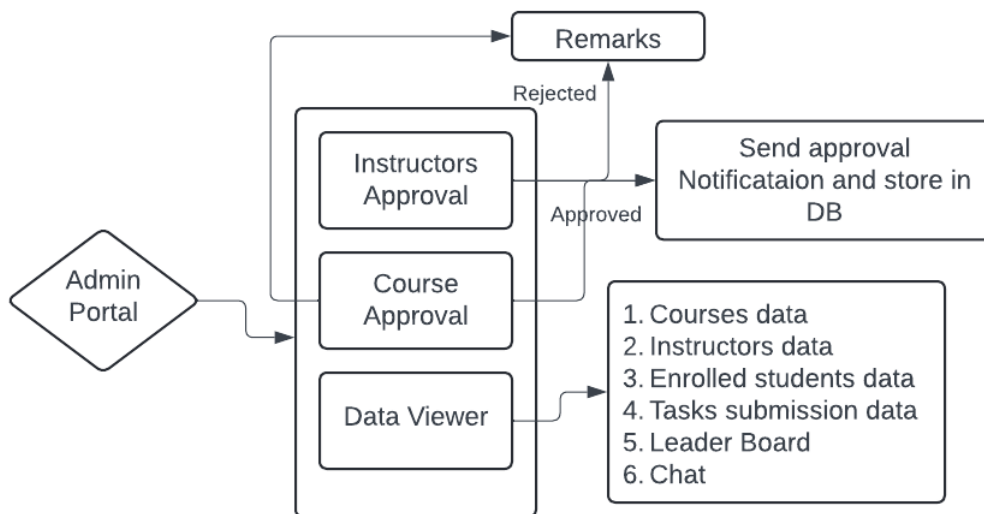 Remarks
Rejected
Instructors
Approval
Send approval
Notificataion and store in
DB
Approved
Admin
Portal
Course
Approval
Data Viewer
1. Courses data
2. Instructors data
3. Enrolled students data
4. Tasks submission data
5. Leader Board
6. Chat